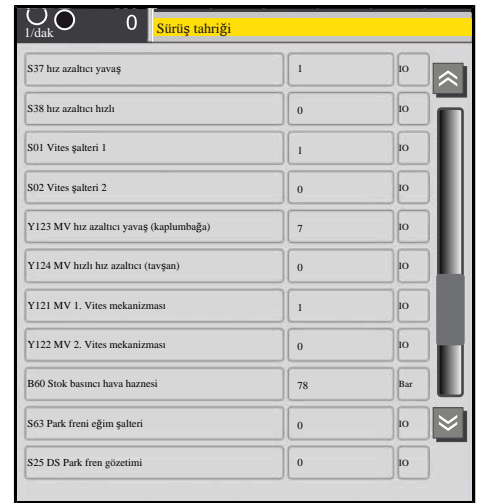 1/dak
0
Sürüş tahriği
S37 hız azaltıcı yavaş 1 IO
S38 hız azaltıcı hızlı 0 IO
S01 Vites şalteri 1 1 IO
S02 Vites şalteri 2 0 IO
Y123 MV hız azaltıcı yavaş (kaplumbağa) 7 IO
Y124 MV hızlı hız azaltıcı (tavşan) 0 IO
Y121 MV 1. Vites mekanizması 1 IO
Y122 MV 2. Vites mekanizması 0 IO
B60 Stok basıncı hava haznesi 78 Bar
S63 Park freni eğim şalteri 0 IO
S25 DS Park fren gözetimi 0 IO